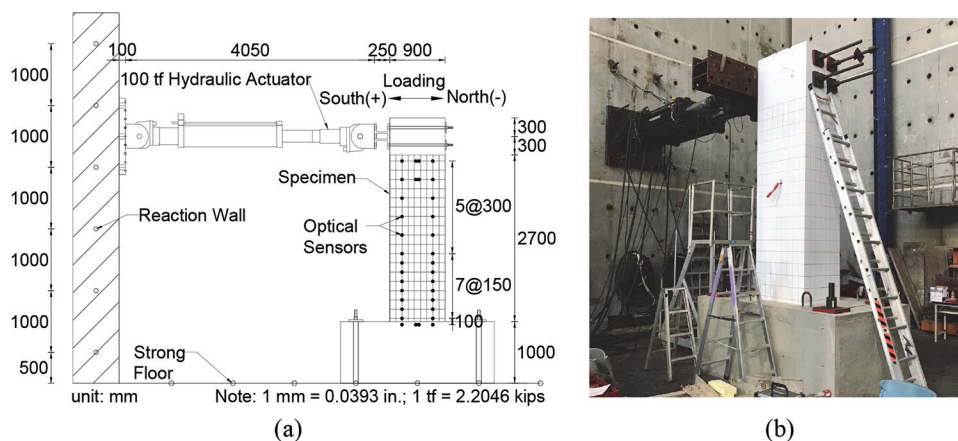 100
4050
250 900
1000
1000
1000
1000
1000
500
100 tf Hydraulic Actuator
Loading
South(+)
North(-)
300
300
Specimen
Reaction Wall
Optical
Sensors
5@300
2700
7@150
100
1000
Strong
Floor
unit: mm
Note: 1 mm = 0.0393 in.; 1 tf = 2.2046 kips
(a)
(b)